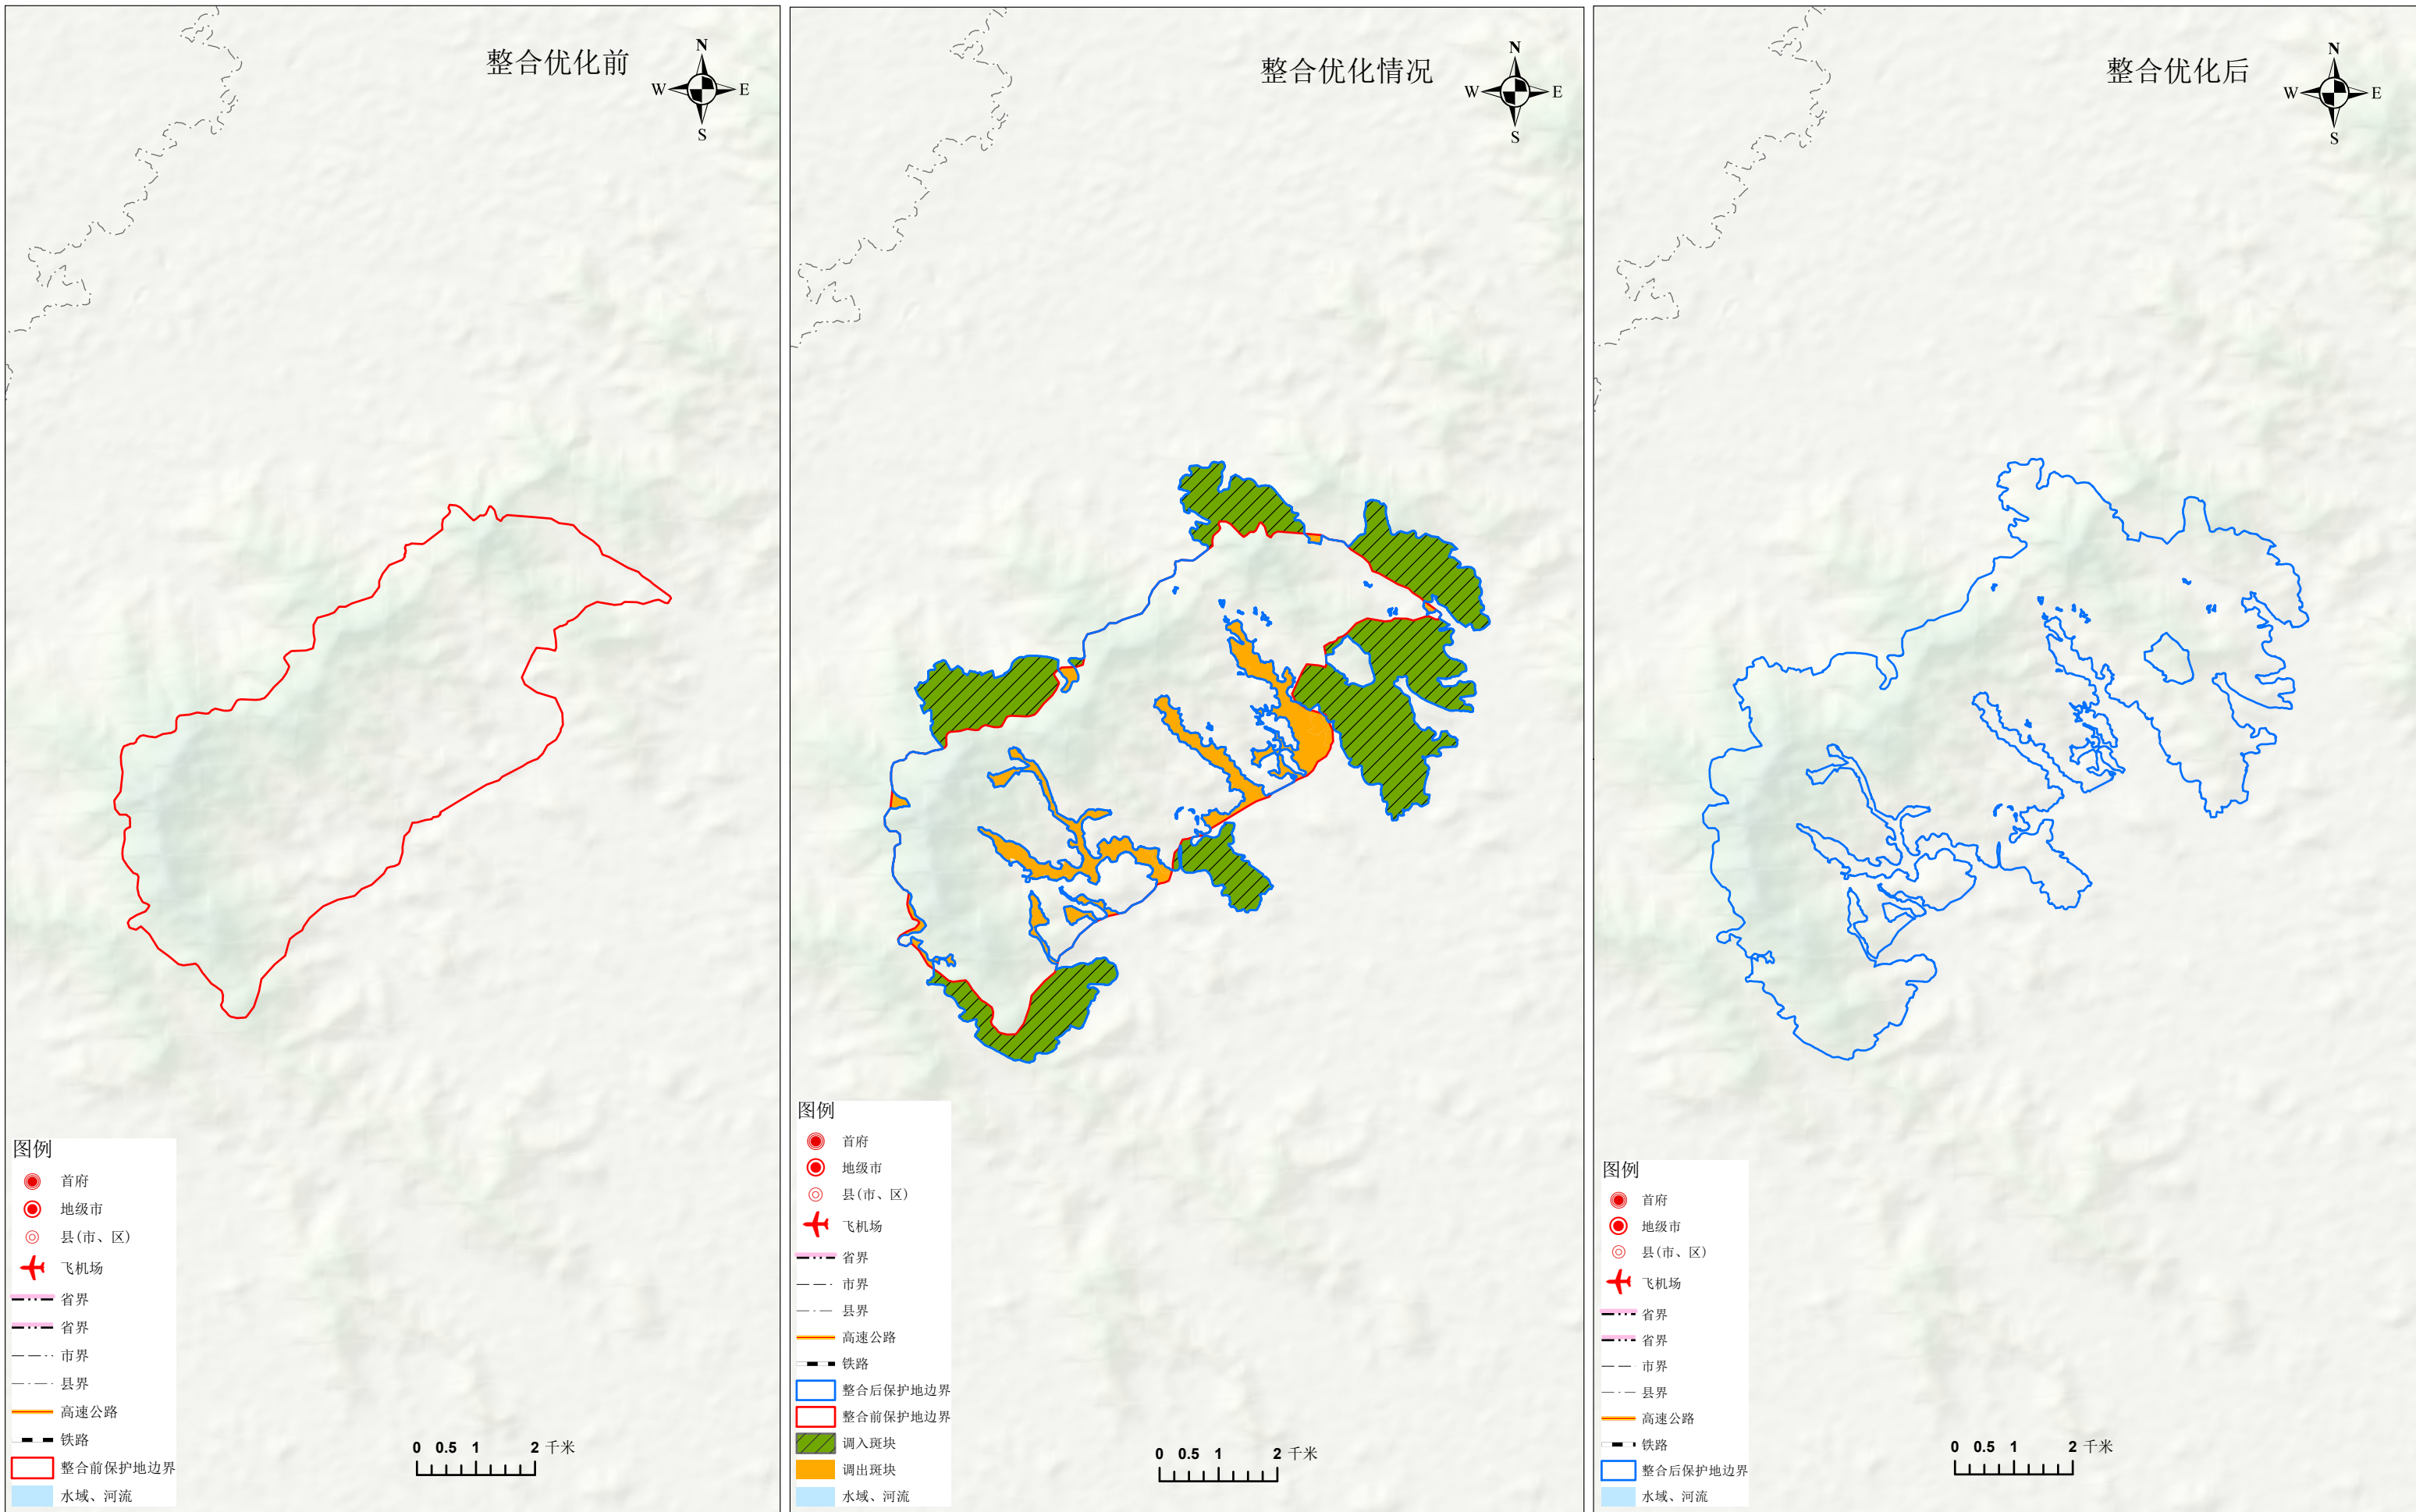 整合优化前
N
W
E
S
图例
首府
地级市
县(市、区)
飞机场
省界
省界
市界
县界
高速公路
铁路
整合前保护地边界
水域、河流
0 0.5 1 2 千米
整合优化情况
N
W
E
S
图例
首府
地级市
县(市、区)
飞机场
省界
市界
县界
高速公路
铁路
整合后保护地边界
整合前保护地边界
调入斑块
调出斑块
水域、河流
0 0.5 1 2 千米
整合优化后
N
W
E
S
图例
首府
地级市
县(市、区)
飞机场
省界
省界
市界
县界
高速公路
铁路
整合后保护地边界
水域、河流
0 0.5 1 2 千米